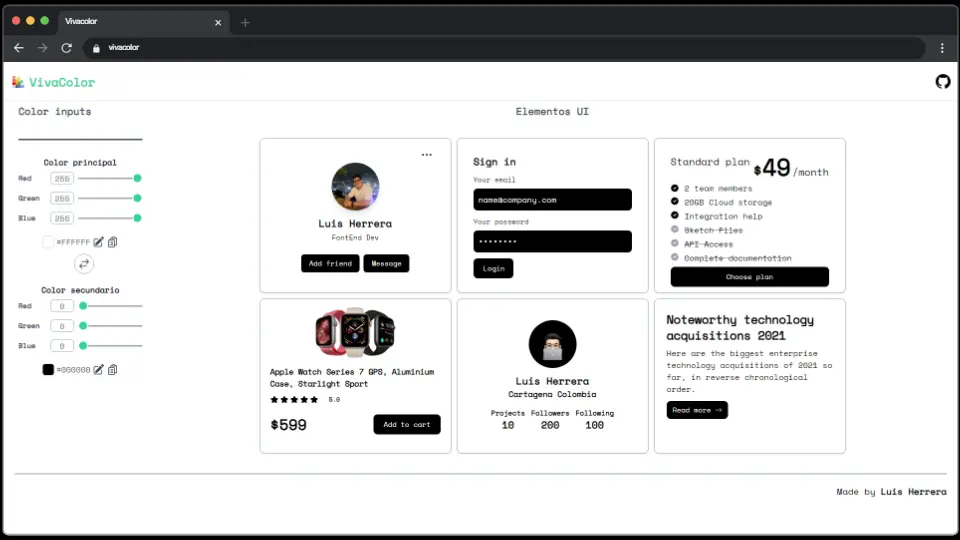 Vivacolor
vivacolor
VivaColor
Color inputs
Elementos UI
Color principal
Red 255
Green 255
Blue 255
#FFFFFF
Color secundario
Red 0
Green 0
Blue 0
#000000
Luis Herrera
FontEnd Dev
Add friend Message
Sign in
Your email
name@company.com
Your password
••••••••
Login
Standard plan $49/month
2 team members
20GB Cloud storage
Integration help
Sketch Files
API Access
Complete documentation
Choose plan
Apple Watch Series 7 GPS, Aluminium
Case, Starlight Sport
5.0
$599 Add to cart
Luis Herrera
Cartagena Colombia
Projects Followers Following
10 200 100
Noteworthy technology
acquisitions 2021
Here are the biggest enterprise
technology acquisitions of 2021 so
far, in reverse chronological
order.
Read more →
Made by Luis Herrera